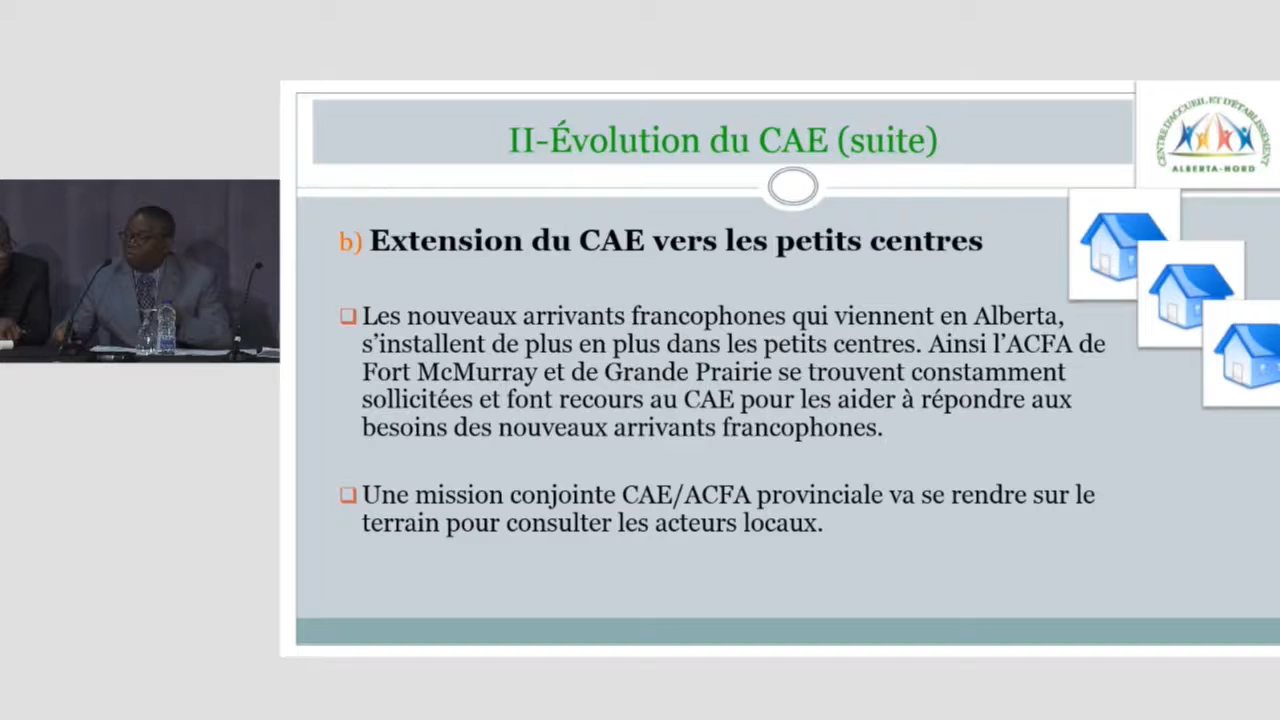 II-Évolution du CAE (suite)
CENTRE D'ACCUEIL ET D'ÉTABLISSEMENT
ALBERTA-NORD
b) Extension du CAE vers les petits centres
❑ Les nouveaux arrivants francophones qui viennent en Alberta,
s’installent de plus en plus dans les petits centres. Ainsi l’ACFA de
Fort McMurray et de Grande Prairie se trouvent constamment
sollicitées et font recours au CAE pour les aider à répondre aux
besoins des nouveaux arrivants francophones.
❑ Une mission conjointe CAE/ACFA provinciale va se rendre sur le
terrain pour consulter les acteurs locaux.